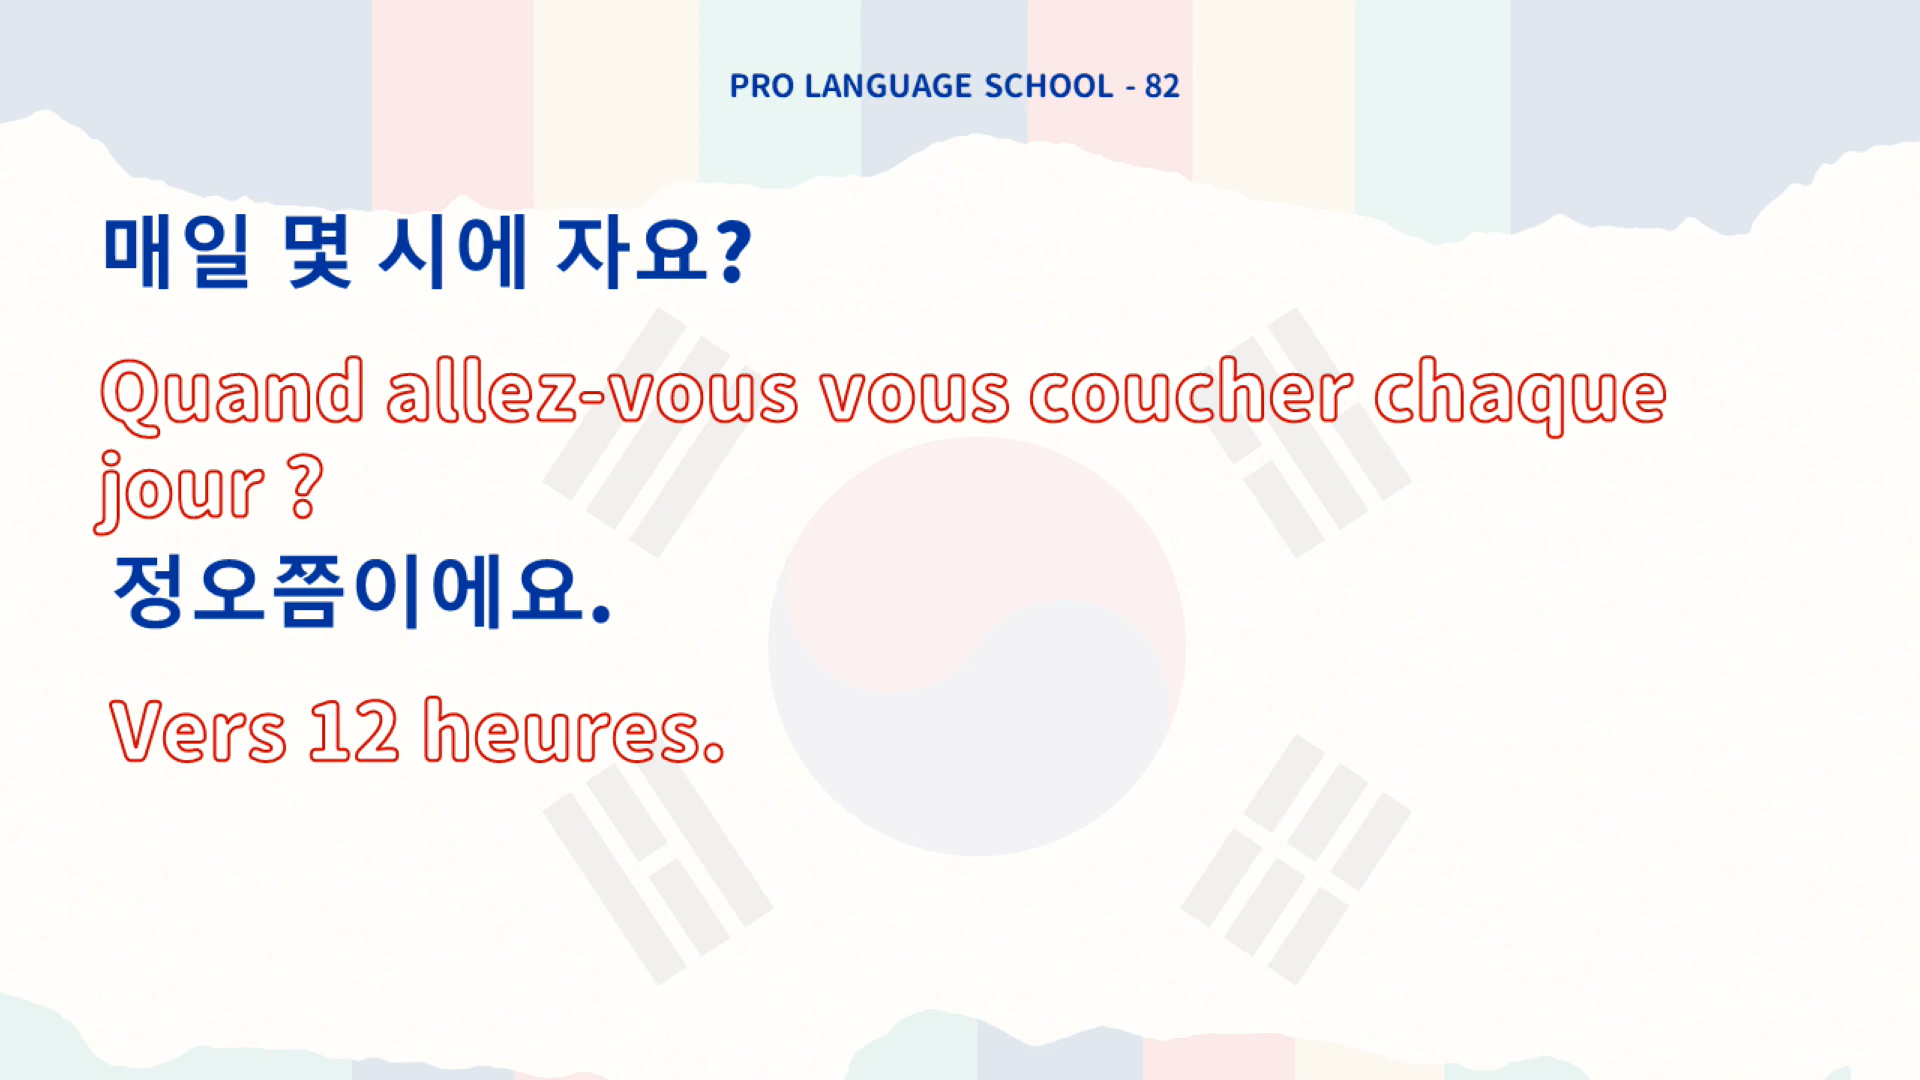 PRO LANGUAGE SCHOOL - 82
매일 몇 시에 자요?
Quand allez-vous vous coucher chaque
jour ?
정오쯤이에요.
Vers 12 heures.